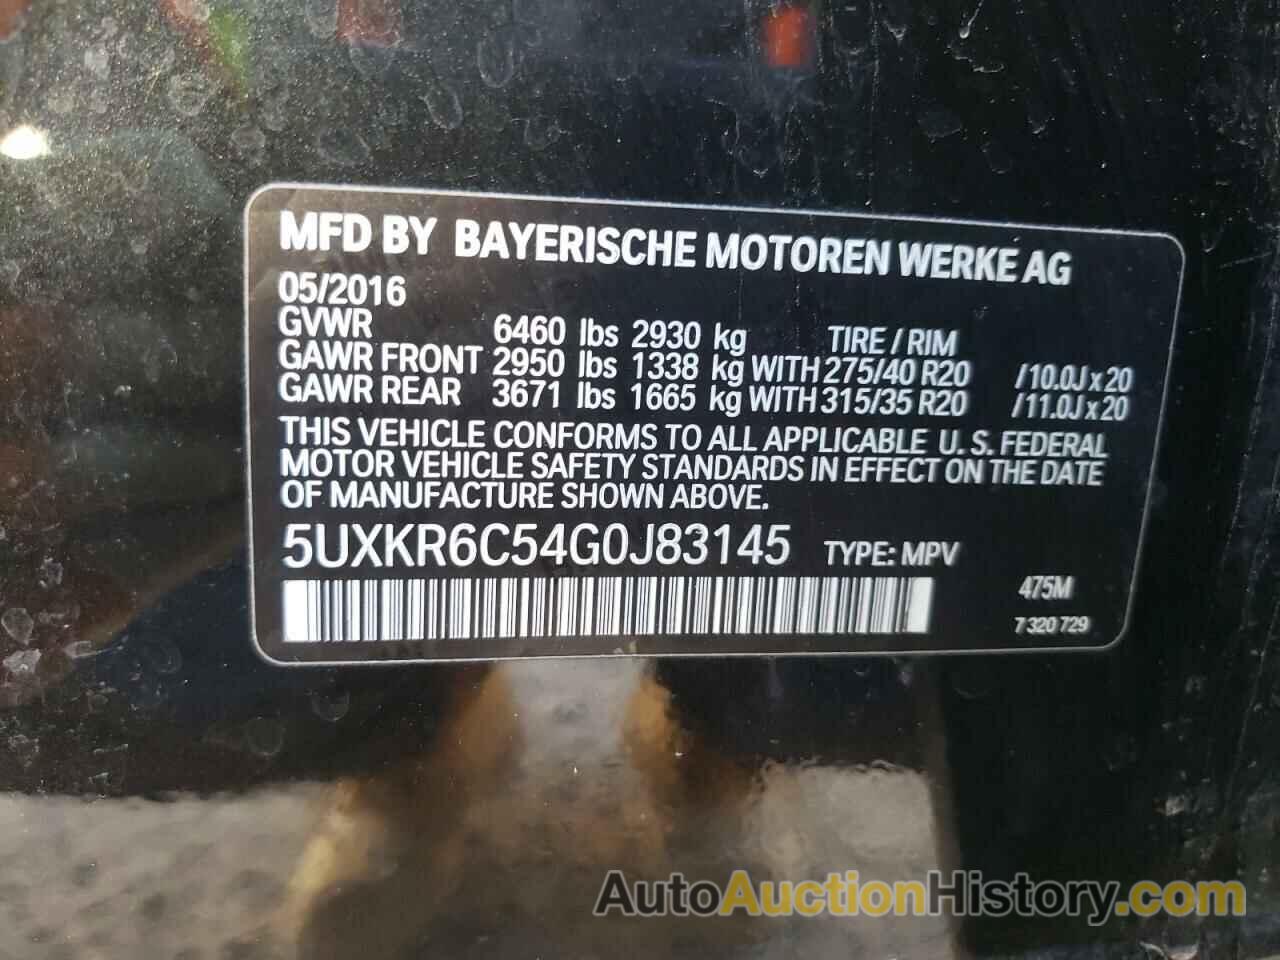 MFD BY BAYERISCHE MOTOREN WERKE AG
05/2016
GVWR 6460 lbs 2930 kg TIRE / RIM
GAWR FRONT 2950 lbs 1338 kg WITH 275/40 R20 /10.0J x 20
GAWR REAR 3671 lbs 1665 kg WITH 315/35 R20 /11.0J x 20
THIS VEHICLE CONFORMS TO ALL APPLICABLE U. S. FEDERAL
MOTOR VEHICLE SAFETY STANDARDS IN EFFECT ON THE DATE
OF MANUFACTURE SHOWN ABOVE.
5UXKR6C54G0J83145 TYPE: MPV
475M
7 320 729
AutoAuctionHistory.com